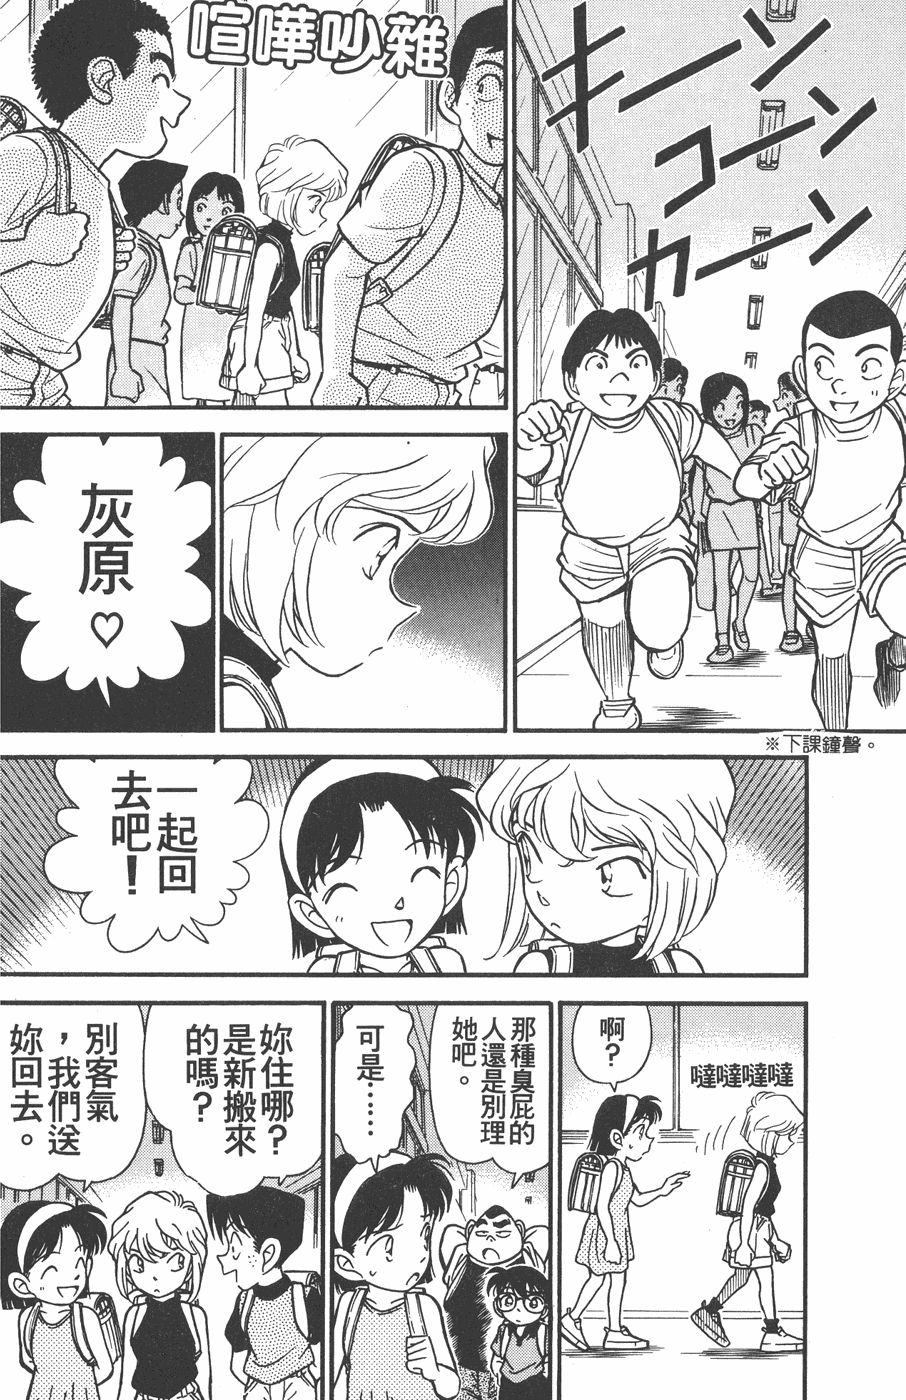 キーン
コーン
カーン
※下課鐘聲。
喧嘩吵雜
灰原♡
一起回
去吧！
噠噠噠噠
啊？
那種臭屁的
人還是別理
她吧。
可是……
妳住哪？
是新搬來
的嗎？
別客氣
，我們送
妳回去。